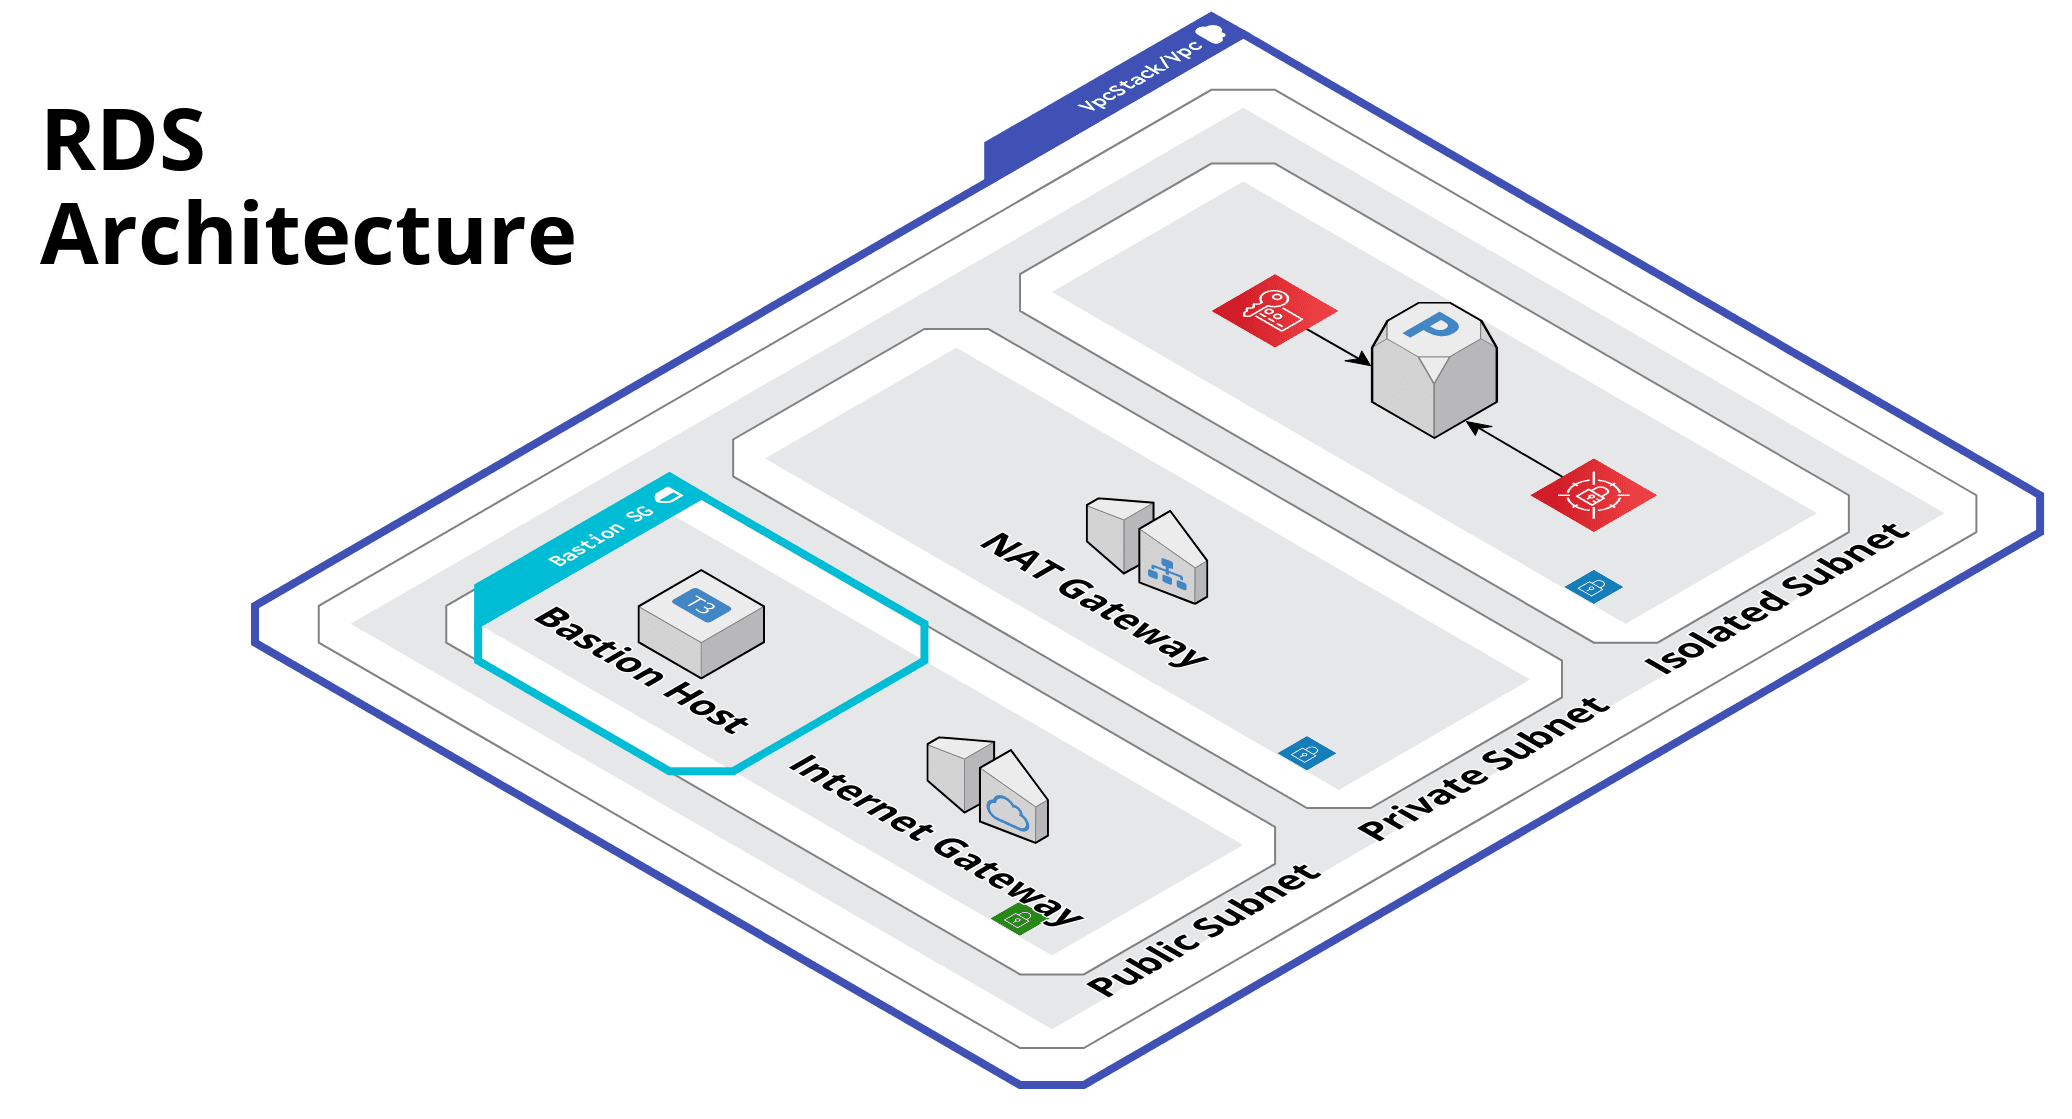 RDS
Architecture
VpcStack/Vpc
P
Isolated Subnet
NAT Gateway
Private Subnet
Bastion SG
T3
Bastion Host
Internet Gateway
Public Subnet